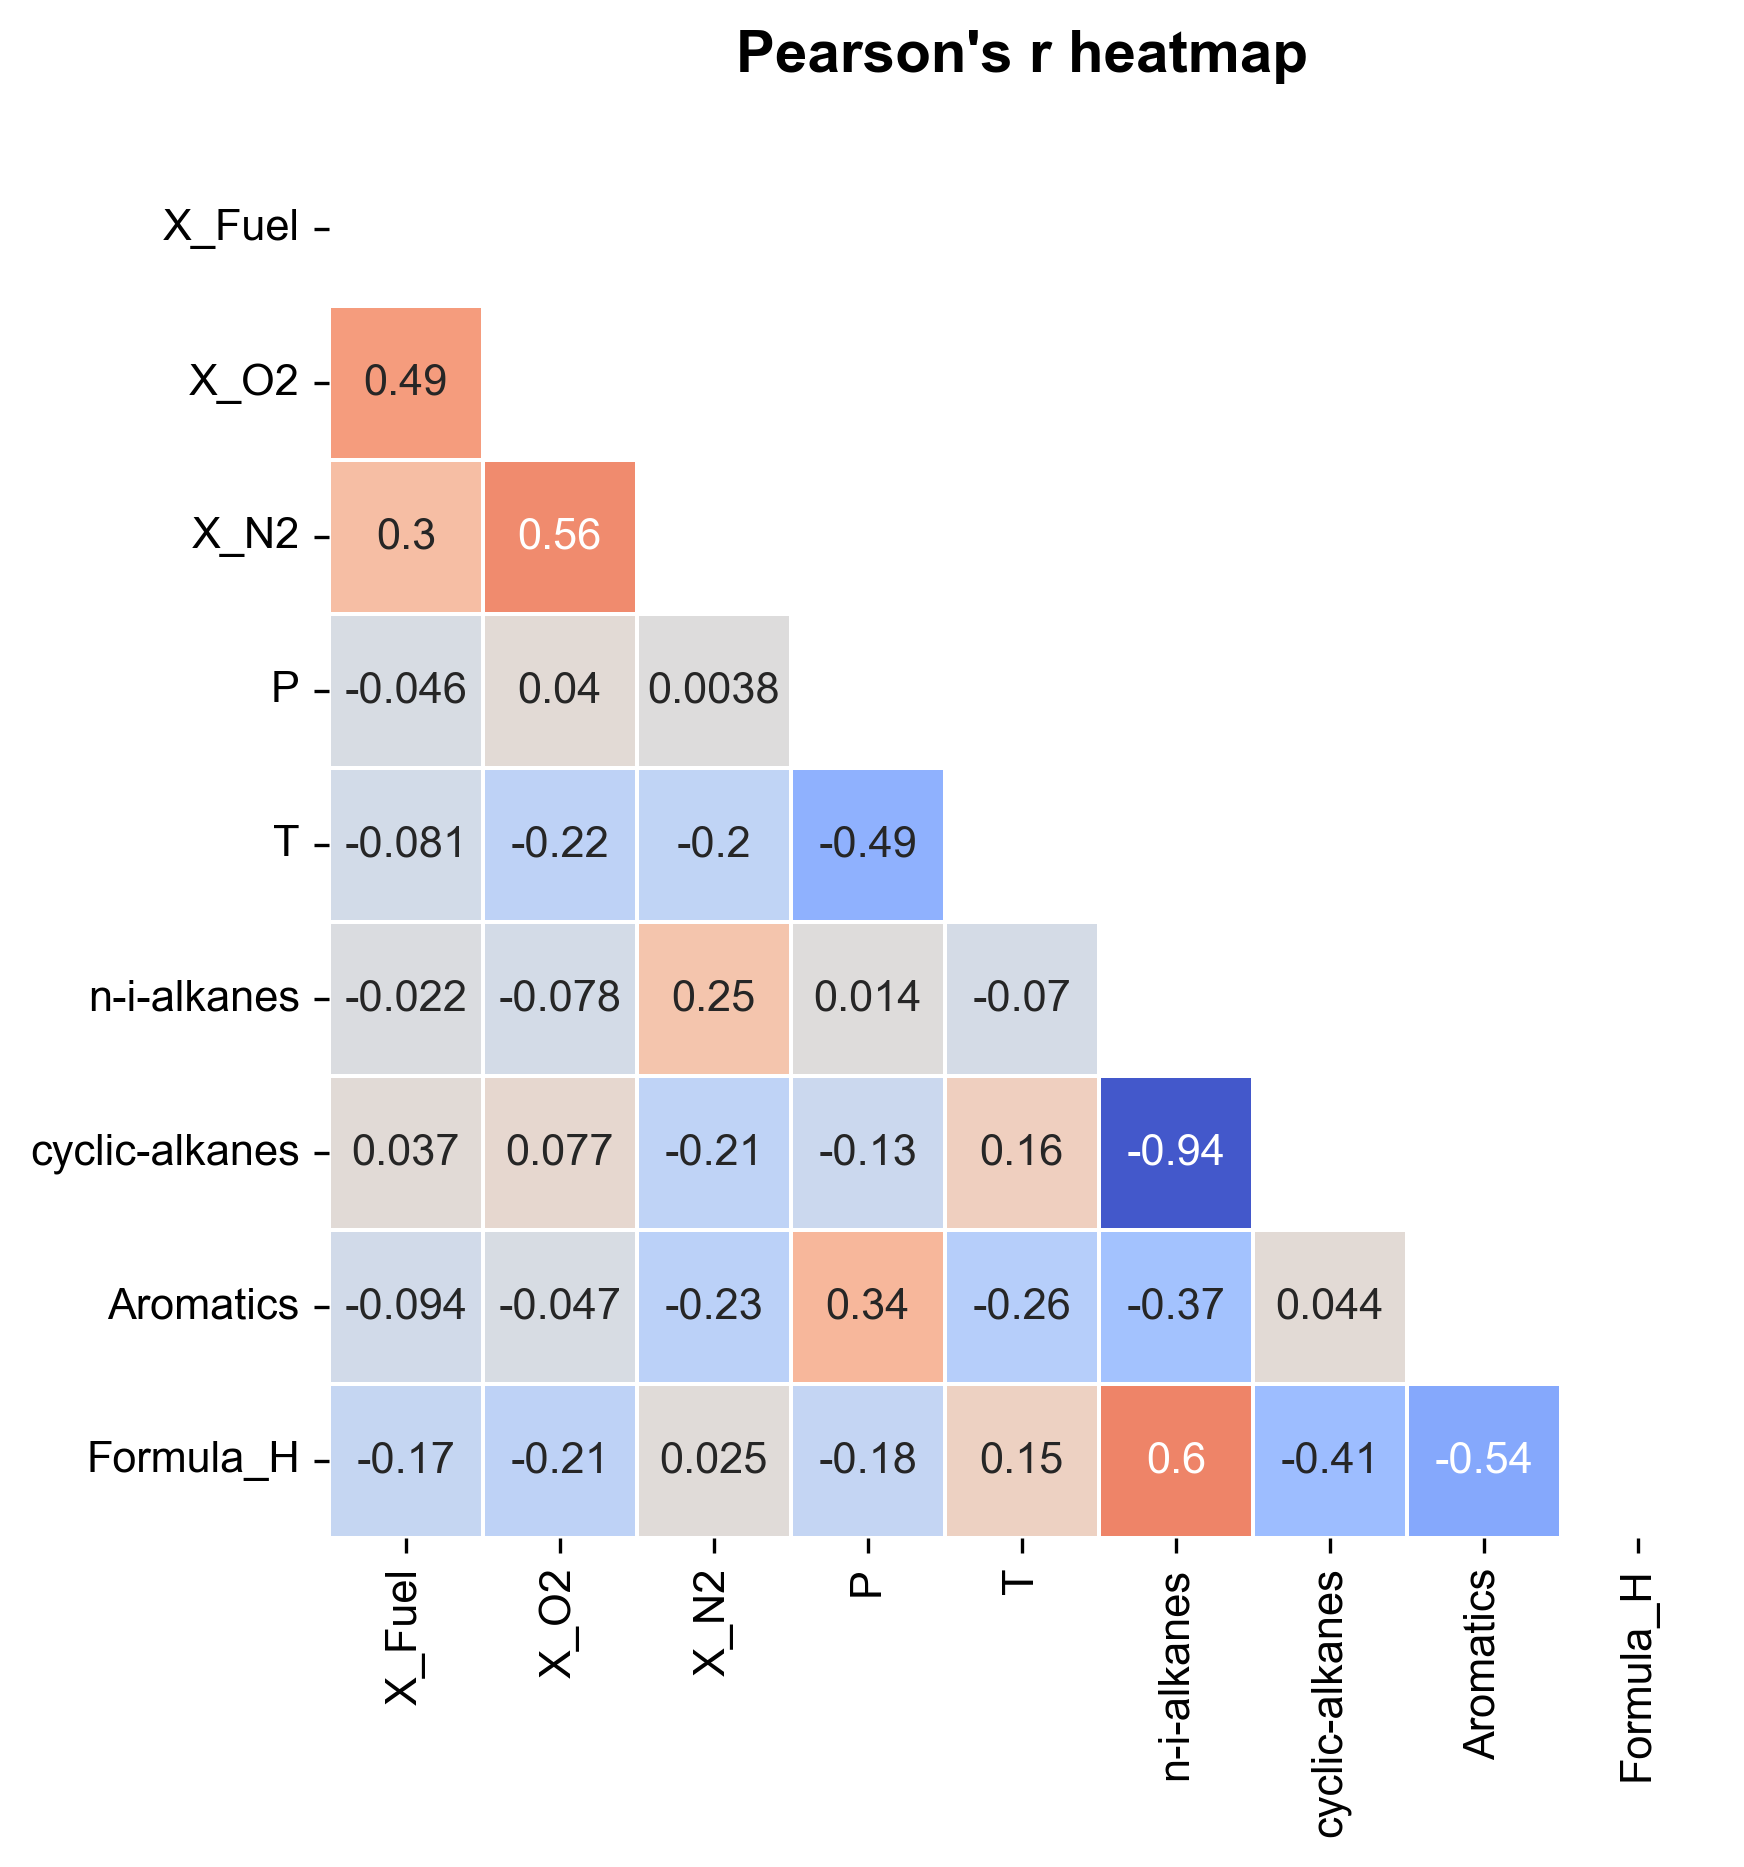 Pearson's r heatmap
X_Fuel
X_O2 0.49
X_N2 0.3 0.56
P -0.046 0.04 0.0038
T -0.081 -0.22 -0.2 -0.49
n-i-alkanes -0.022 -0.078 0.25 0.014 -0.07
cyclic-alkanes 0.037 0.077 -0.21 -0.13 0.16 -0.94
Aromatics -0.094 -0.047 -0.23 0.34 -0.26 -0.37 0.044
Formula_H -0.17 -0.21 0.025 -0.18 0.15 0.6 -0.41 -0.54
X_Fuel X_O2 X_N2 P T n-i-alkanes cyclic-alkanes Aromatics Formula_H